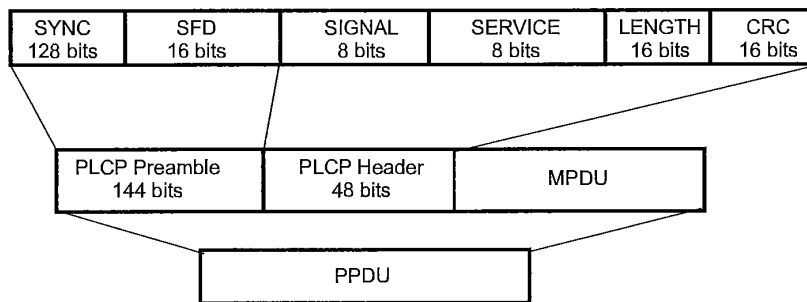 SYNC SFD SIGNAL SERVICE LENGTH CRC
128 bits 16 bits 8 bits 8 bits 16 bits 16 bits
PLCP Preamble PLCP Header MPDU
144 bits 48 bits
PPDU